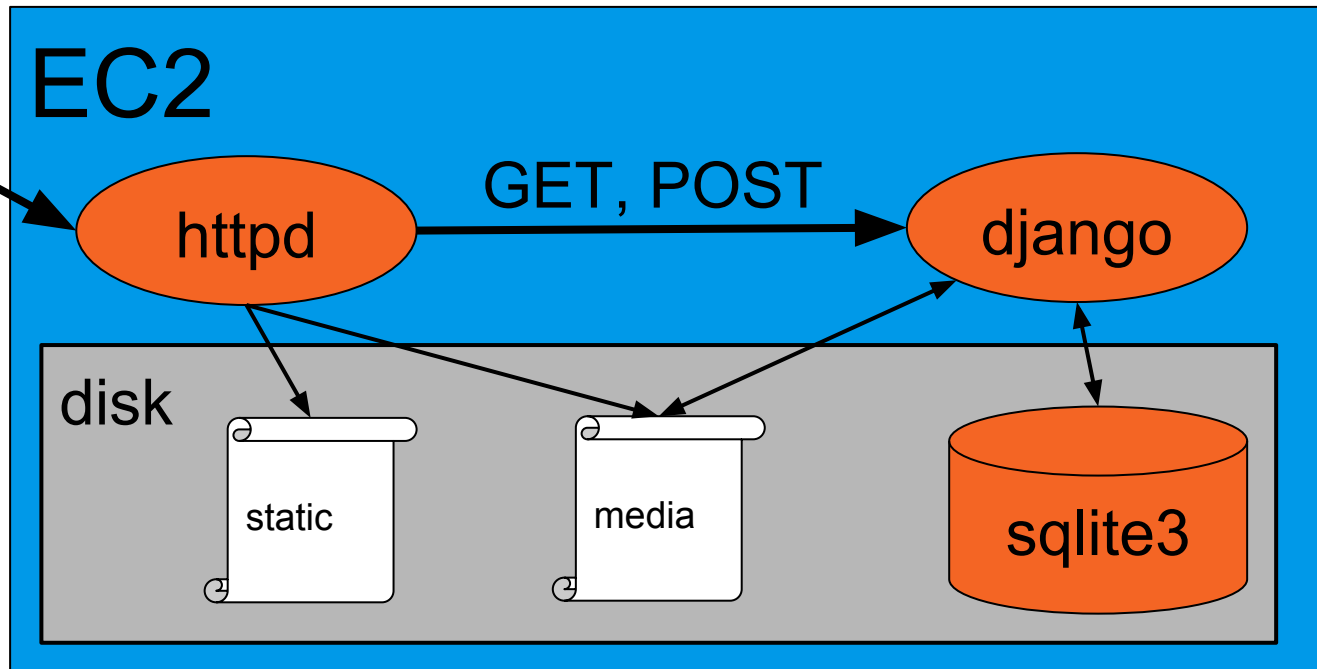 EC2
GET, POST
httpd
django
disk
static
media
sqlite3